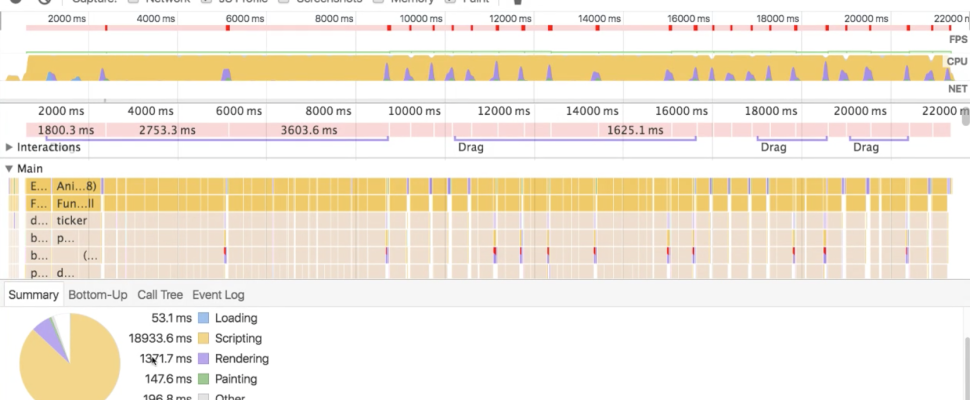 Capture: Network JS Profile Screenshots Memory Paint
2000 ms 4000 ms 6000 ms 8000 ms 10000 ms 12000 ms 14000 ms 16000 ms 18000 ms 20000 ms 22000 n
FPS
CPU
NET
2000 ms 4000 ms 6000 ms 8000 ms 10000 ms 12000 ms 14000 ms 16000 ms 18000 ms 20000 ms 22000 m
1800.3 ms 2753.3 ms 3603.6 ms 1625.1 ms
Interactions Drag Drag Drag
Main
E... Ani...8)
F... Fun...ll
d... ticker
b... p...
b... (...
p... d...
Summary Bottom-Up Call Tree Event Log
53.1 ms Loading
18933.6 ms Scripting
1371.7 ms Rendering
147.6 ms Painting
196.8 ms Other